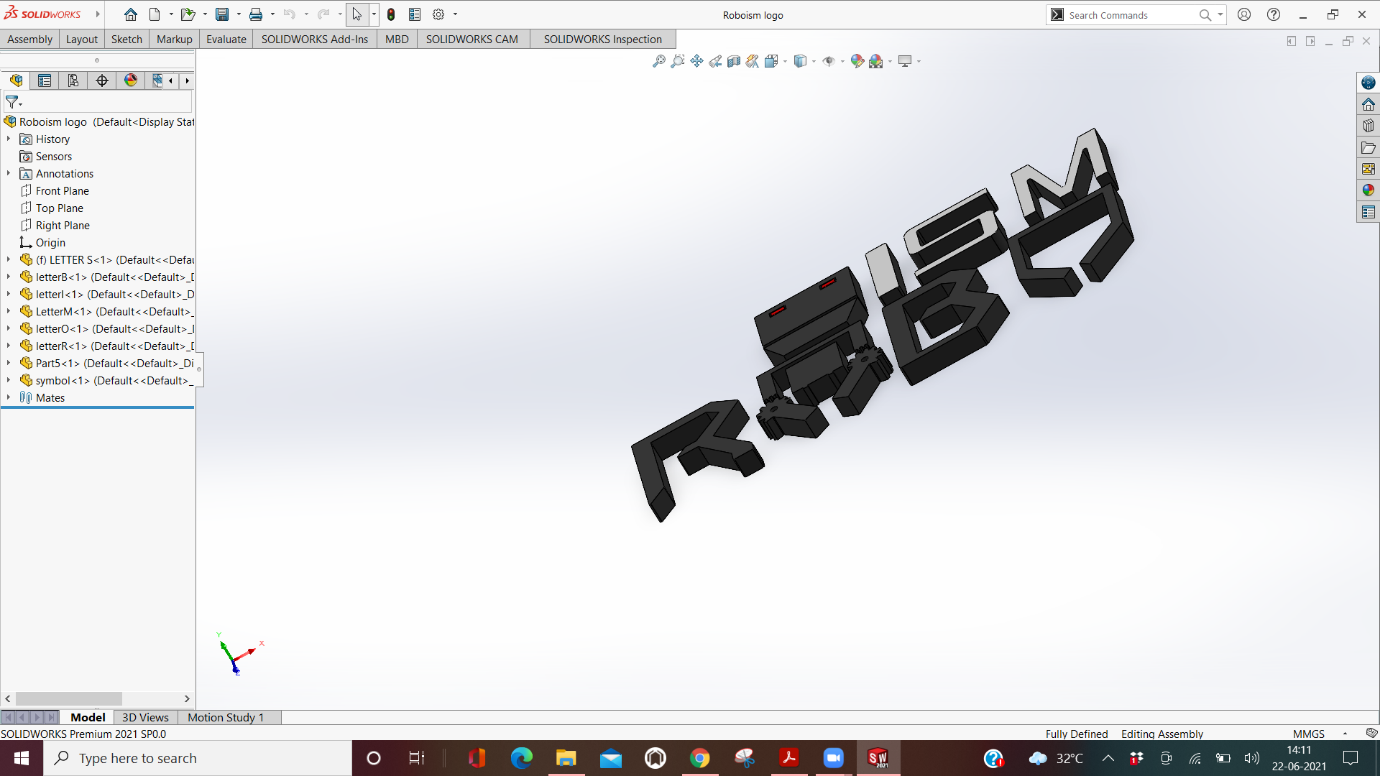 SOLIDWORKS
Roboism logo
Search Commands
Assembly
Layout
Sketch
Markup
Evaluate
SOLIDWORKS Add-Ins
MBD
SOLIDWORKS CAM
SOLIDWORKS Inspection
Roboism logo (Default<Display Stat
History
Sensors
Annotations
Front Plane
Top Plane
Right Plane
Origin
(f) LETTER S<1> (Default<<Defau
letterB<1> (Default<<Default>_D
letterI<1> (Default<<Default>_D
LetterM<1> (Default<<Default>_
letterO<1> (Default<<Default>_
letterR<1> (Default<<Default>_D
Part5<1> (Default<<Default>_Di
symbol<1> (Default<<Default>_
Mates
ISM
Y
X
Model
3D Views
Motion Study 1
SOLIDWORKS Premium 2021 SP0.0
Fully Defined
Editing Assembly
MMGS
Type here to search
SW
2021
32°C
14:11
22-06-2021